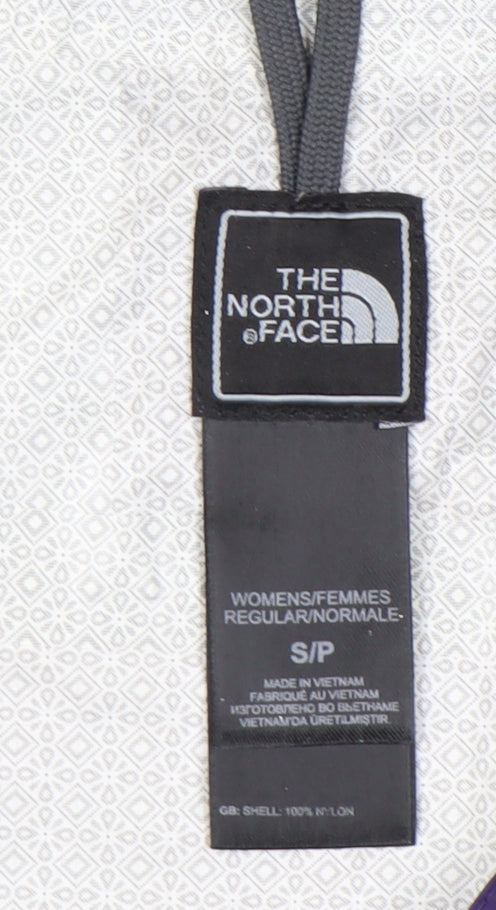 THE
NORTH
®FACE
WOMENS/FEMMES
REGULAR/NORMALE
S/P
MADE IN VIETNAM
FABRIQUÉ AU VIETNAM
ИЗГОТОВЛЕНО ВО ВЬЕТНАМЕ
VIETNAM'DA ÜRETILMIŞTIR
GB: SHELL: 100% NYLON